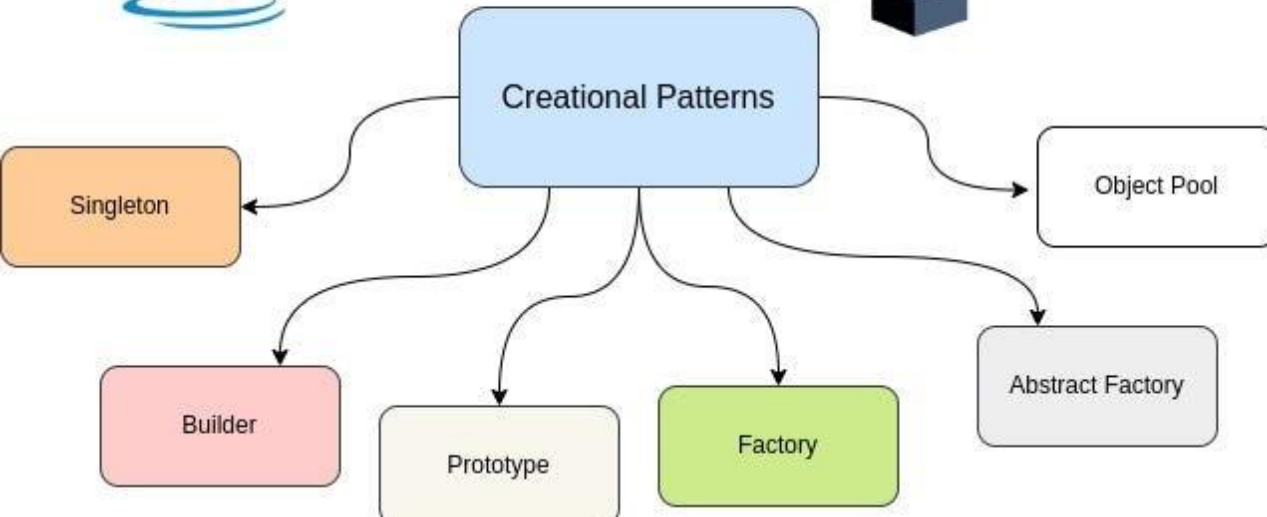 Creational Patterns
Singleton
Object Pool
Builder
Prototype
Factory
Abstract Factory